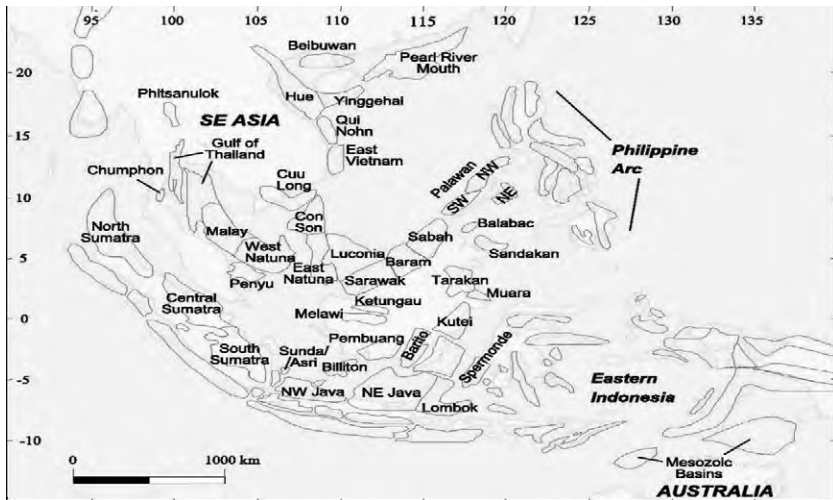 95-
100
105
110
115
120
125
130
135
Beibuwan
Pearl River
Mouth
20
Phitsanulok
Hue
Yinggehai
SE ASIA
Qui
Nohn
15
Gulf of
Thailand
East
Vietnam
Philippine
Arc
Chumphon
Palawan
NW
SW
NE
10
Cuu
Long
North
Sumatra
Con
Son
Balabac
Malay
Sabah
Sandakan
West
Natuna
Luconia
5
East
Natuna
Baram
Penyu
Sarawak
Tarakan
Central
Sumatra
Ketungau
Muara
Melawi
0
Kutei
Pembuang
Barito
South
Sumatra
Sunda/
Asri
Billiton
Spermonde
-5
Eastern
Indonesia
NW Java
NE Java
Lombok
-10
0
1000 km
Mesozoic
Basins
AUSTRALIA